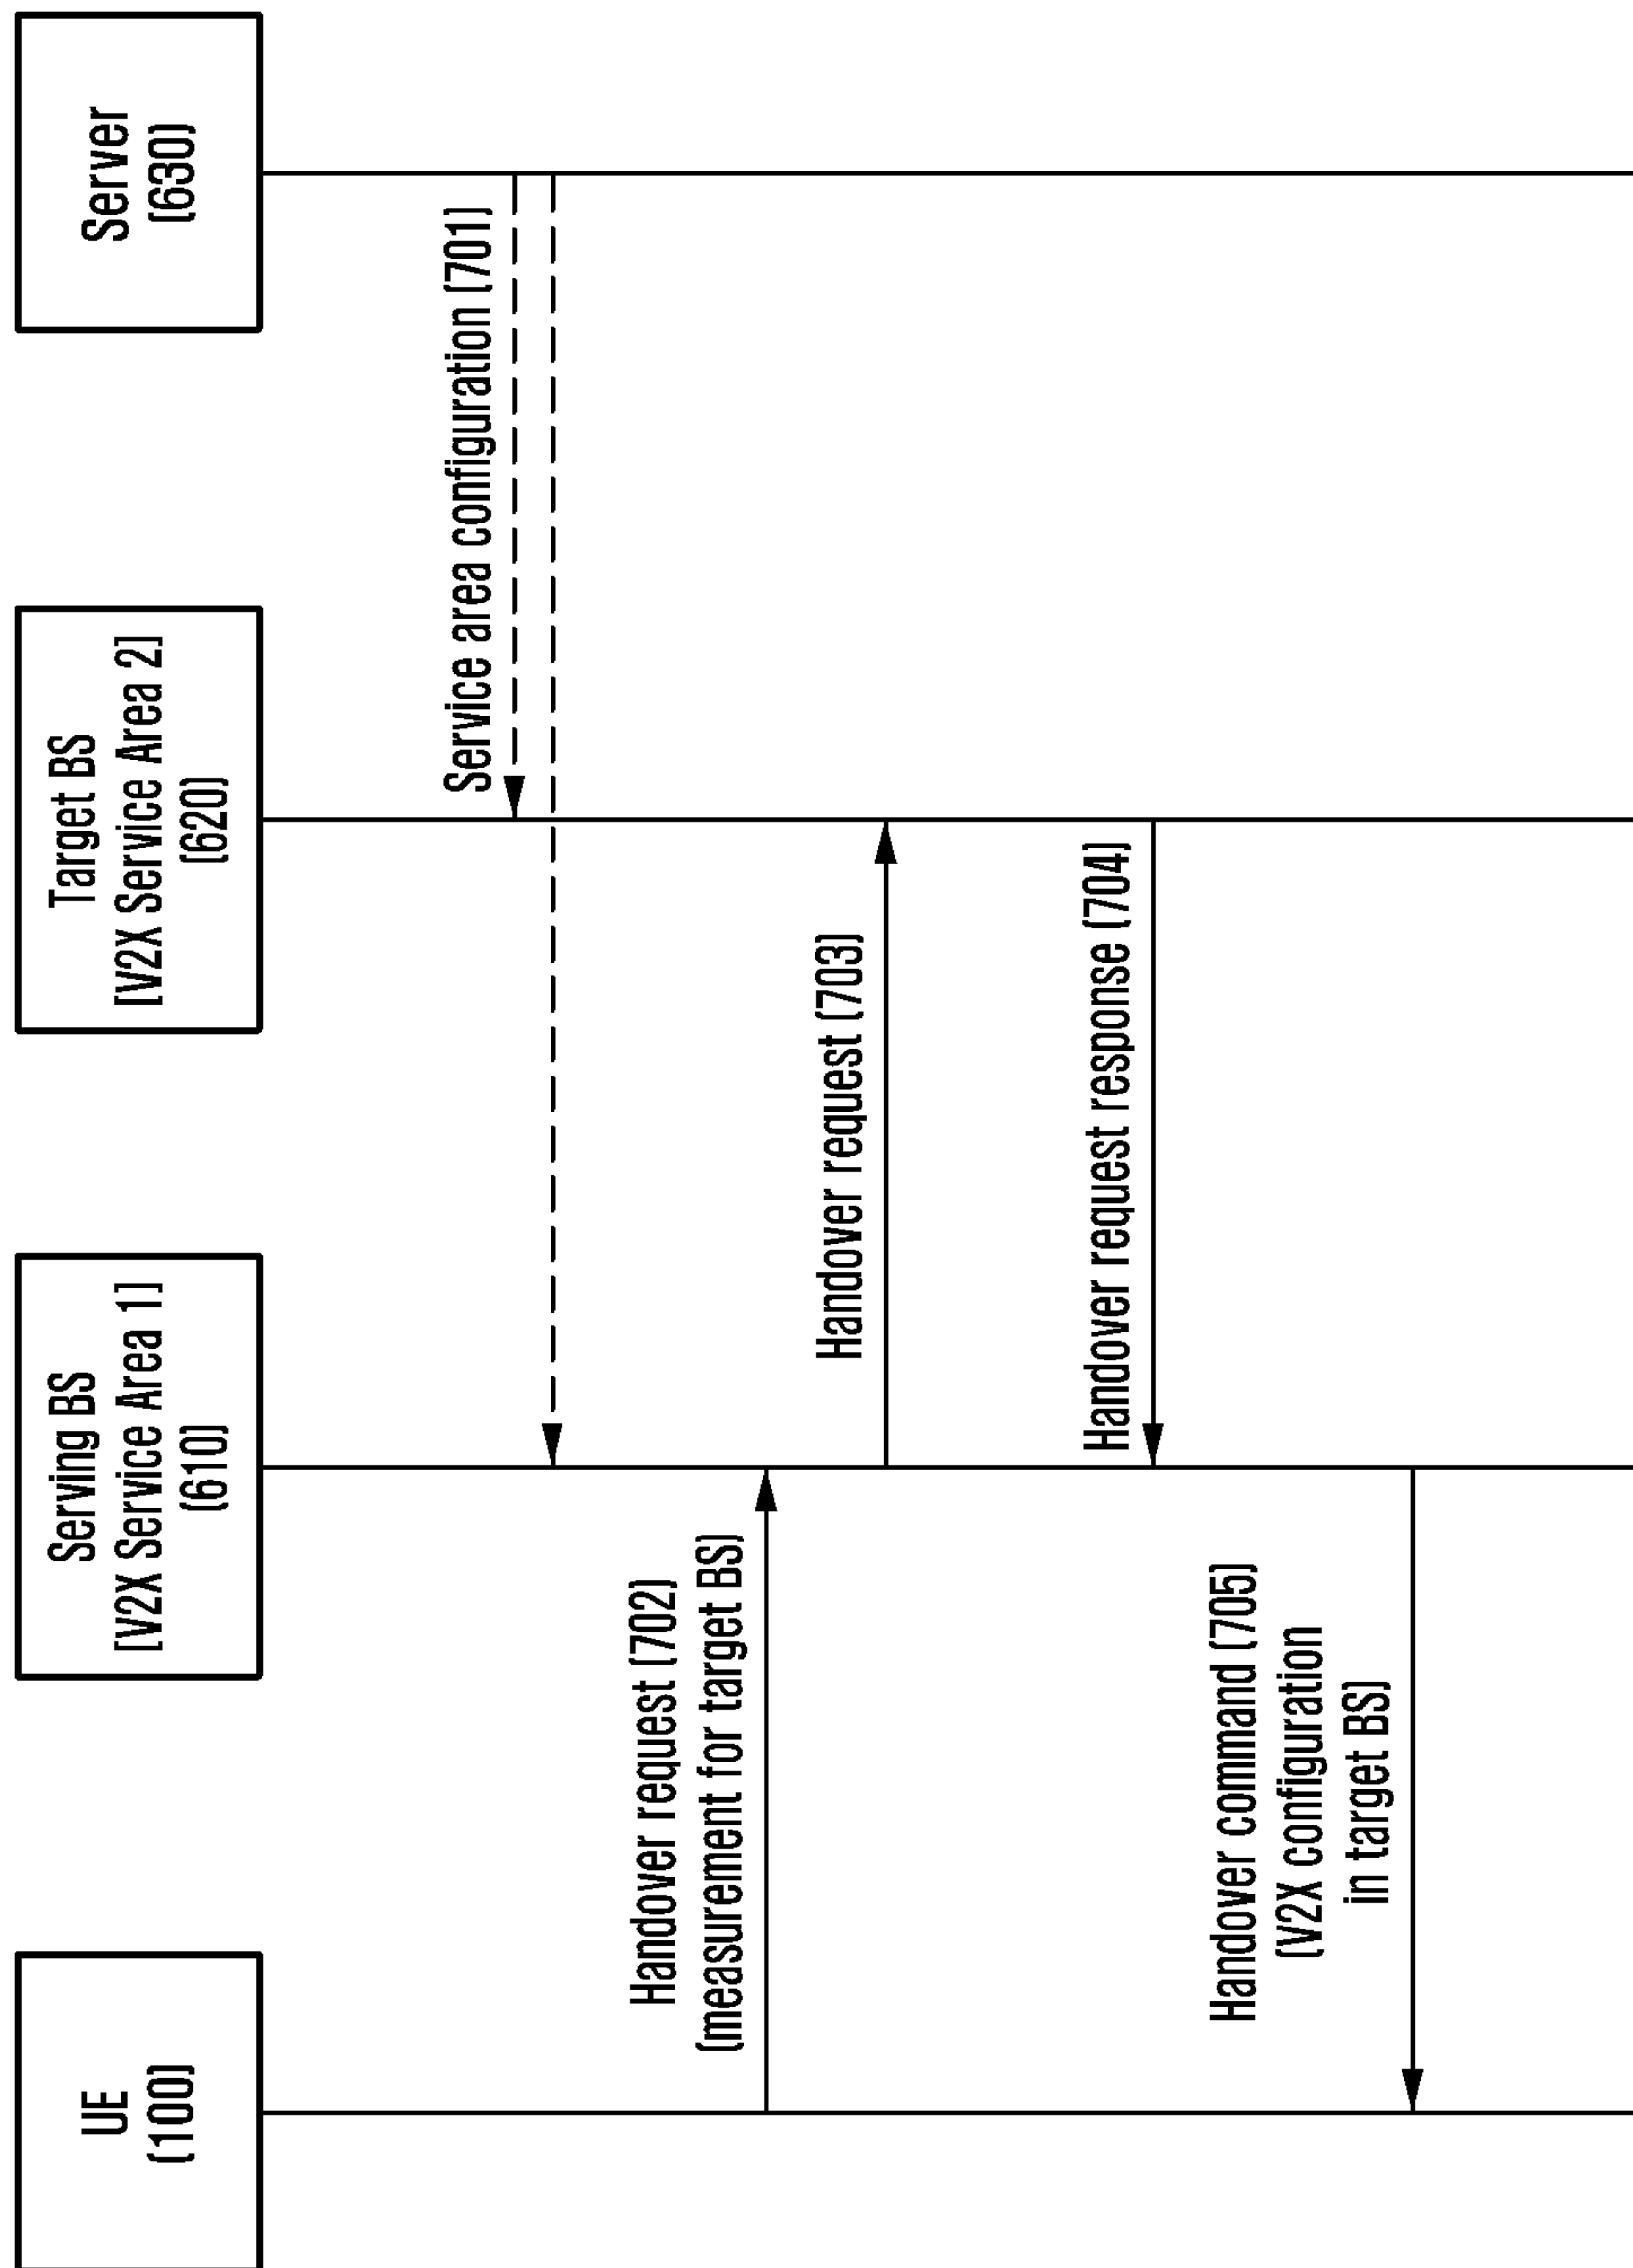 UE
(100)
Serving BS
(V2X Service Area 1)
(610)
Target BS
(V2X Service Area 2)
(620)
Server
(630)
Service area configuration (701)
Handover request (702)
(measurement for target BS)
Handover request (703)
Handover request response (704)
Handover command (705)
(V2X configuration
in target BS)